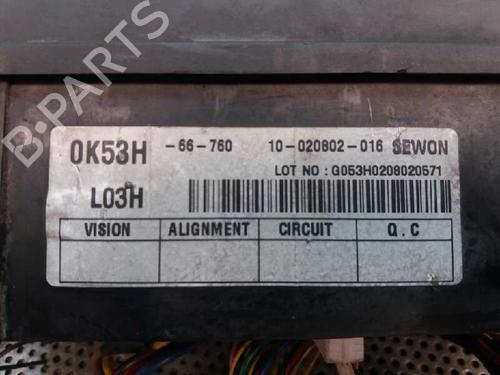 B-PARTS
0K53H -66-760 10-020802-016 SEWON
LOT NO : G053H0208020571
L03H
VISION ALIGNMENT CIRCUIT Q.C